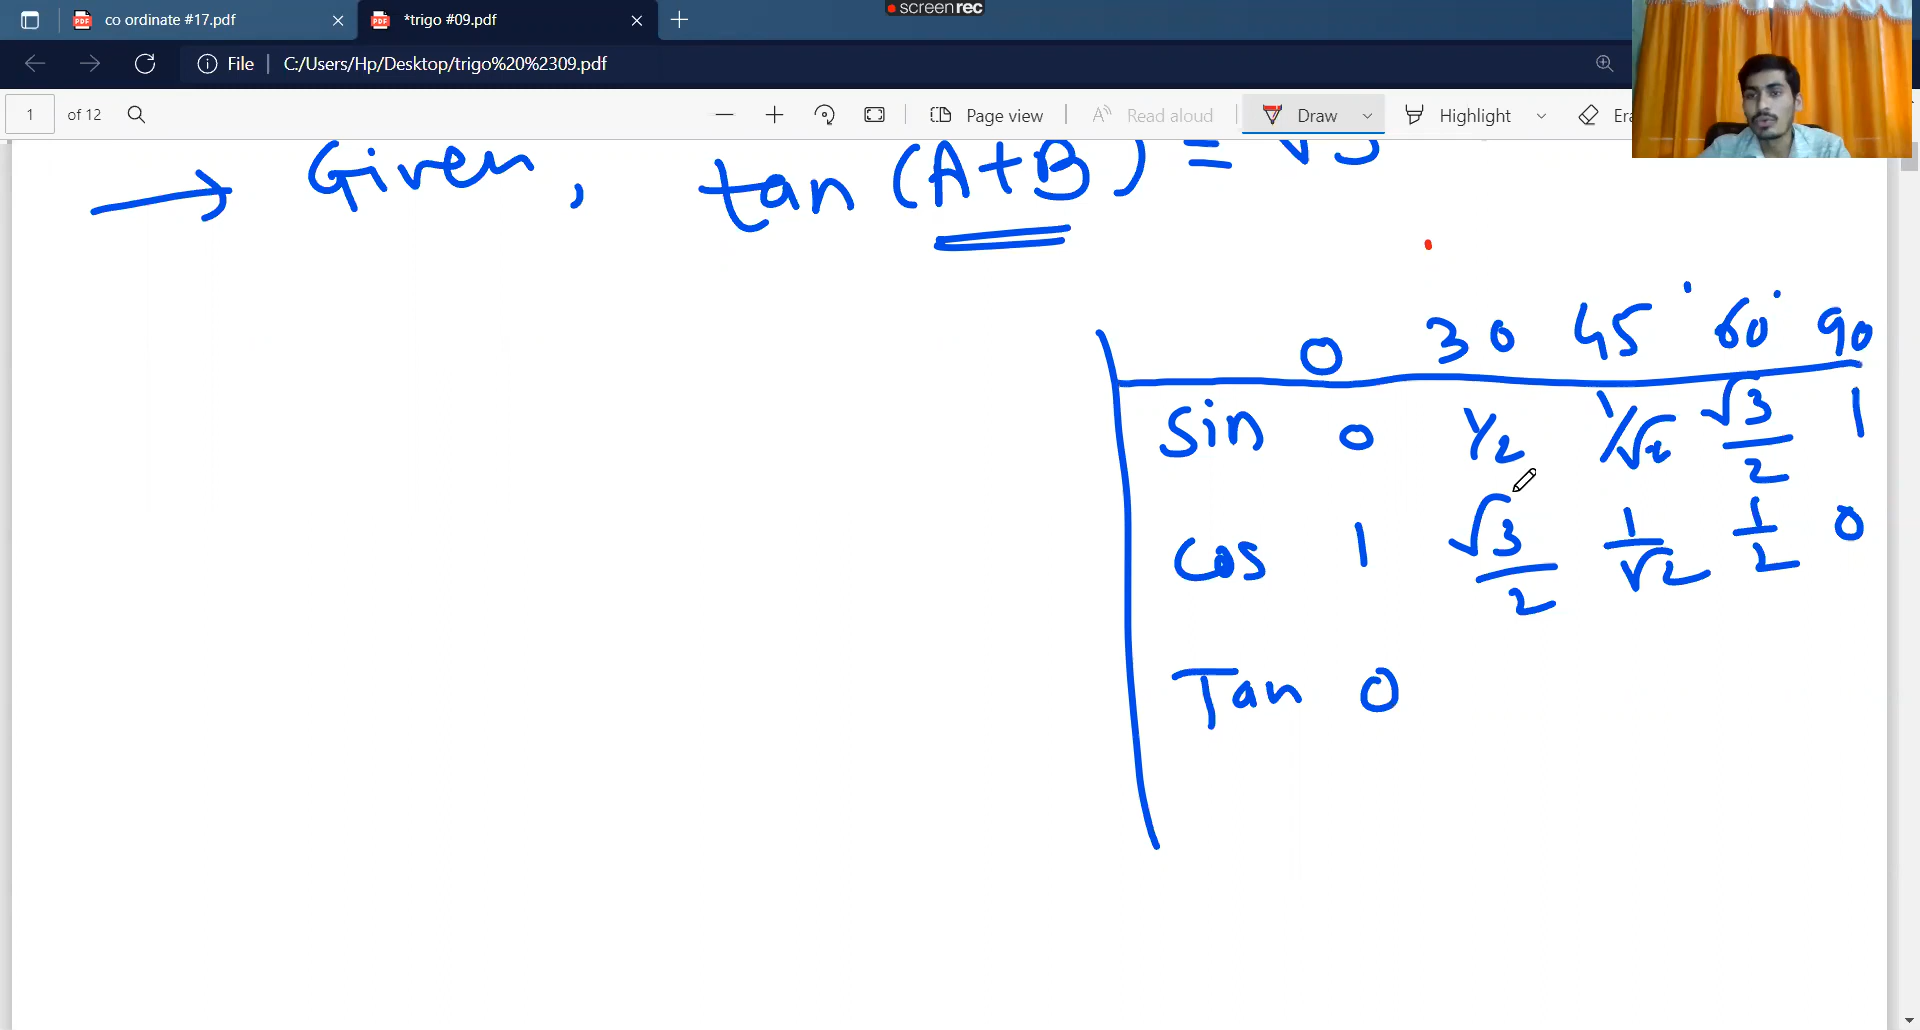 screenrec
co ordinate #17.pdf
*trigo #09.pdf
File
C:/Users/Hp/Desktop/trigo%20%2309.pdf
1 of 12
Page view
Read aloud
Draw
Highlight
Era
→ Given, tan (A+B) = √3
0 30 45° 60° 90
Sin 0 1/2 1/√2 √3/2 1
Cos 1 √3/2 1/√2 1/2 0
Tan 0